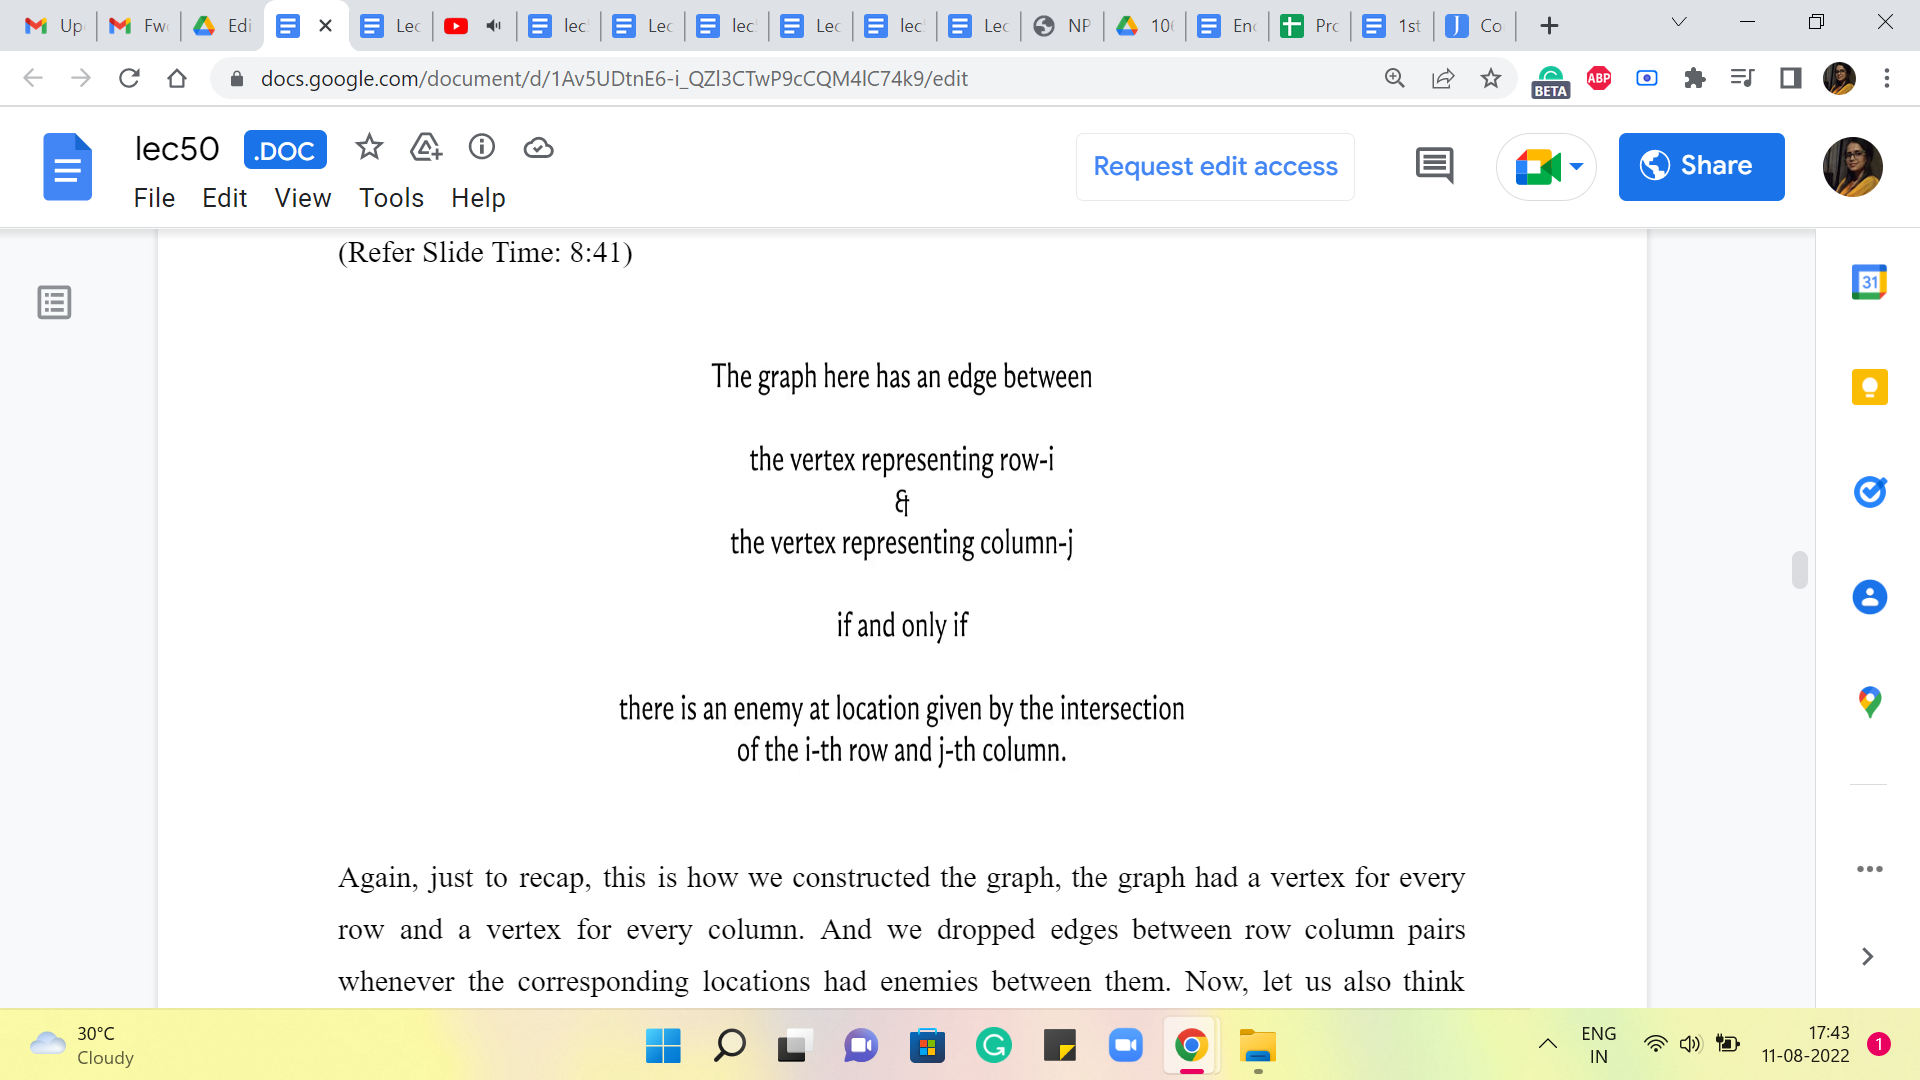 Up
Fwd
Edi
Lec
lec
Lec
lec
Lec
lec
Lec
NP
Enc
Pro
1st
Co
docs.google.com/document/d/1Av5UDtnE6-i_QZl3CTwP9cCQM4lC74k9/edit
BETA
ABP
lec50
.DOC
Request edit access
Share
File Edit View Tools Help
31
(Refer Slide Time: 8:41)
The graph here has an edge between
the vertex representing row-i
&
the vertex representing column-j
if and only if
there is an enemy at location given by the intersection
of the i-th row and j-th column.
Again, just to recap, this is how we constructed the graph, the graph had a vertex for every
row and a vertex for every column. And we dropped edges between row column pairs
whenever the corresponding locations had enemies between them. Now, let us also think
30°C
Cloudy
ENG
IN
17:43
11-08-2022
1